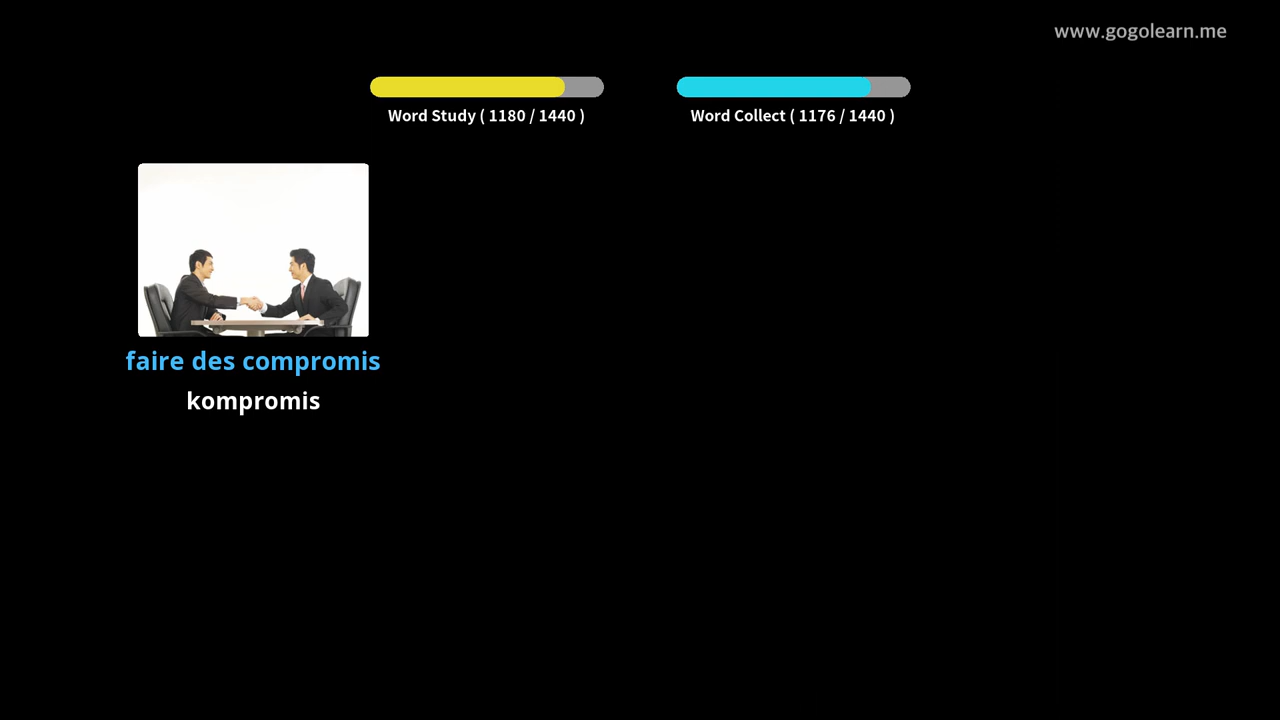 www.gogolearn.me
Word Study ( 1180 / 1440 )
Word Collect ( 1176 / 1440 )
faire des compromis
kompromis